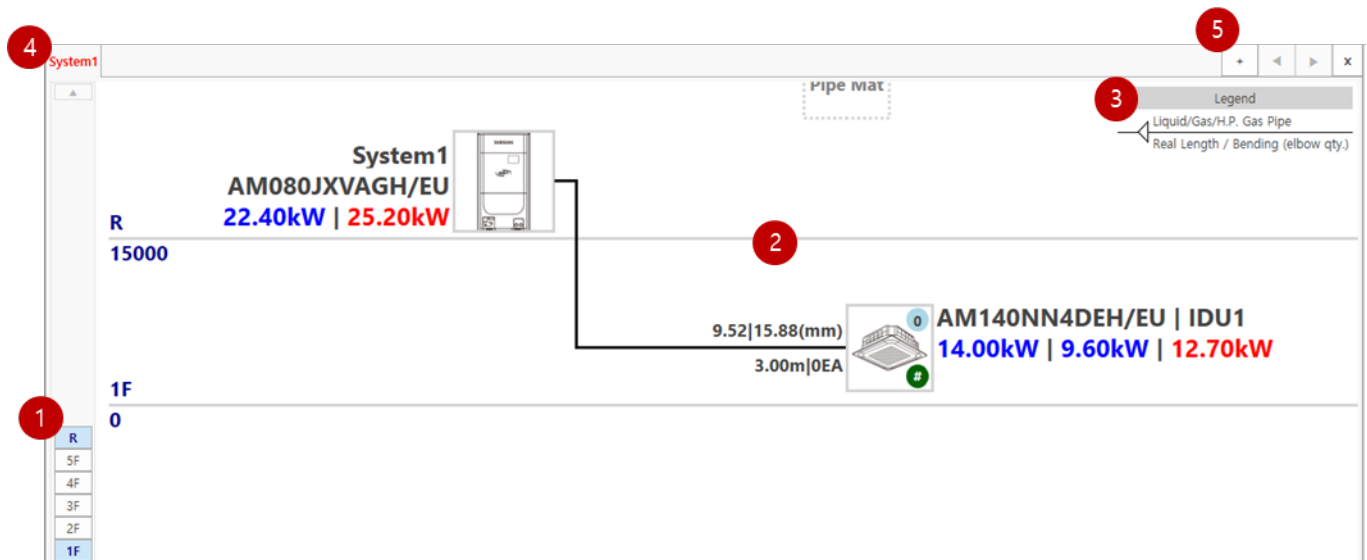 4
5
System1
+
x
Pipe Mat
3
Legend
Liquid/Gas/H.P. Gas Pipe
Real Length / Bending (elbow qty.)
System1
AM080JXVAGH/EU
22.40kW | 25.20kW
SAMSUNG
R
2
15000
0
AM140NN4DEH/EU | IDU1
9.52|15.88(mm)
14.00kW | 9.60kW | 12.70kW
3.00m|0EA
#
1F
1
0
R
5F
4F
3F
2F
1F